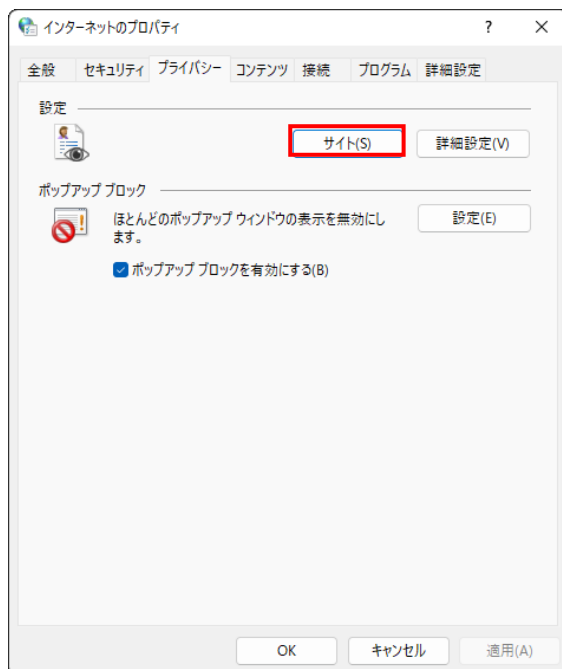 インターネットのプロパティ
?
全般 セキュリティ プライバシー コンテンツ 接続 プログラム 詳細設定
設定
サイト(S) 詳細設定(V)
ポップアップ ブロック
ほとんどのポップアップ ウィンドウの表示を無効にし 設定(E)
ます。
ポップアップ ブロックを有効にする(B)
OK キャンセル 適用(A)